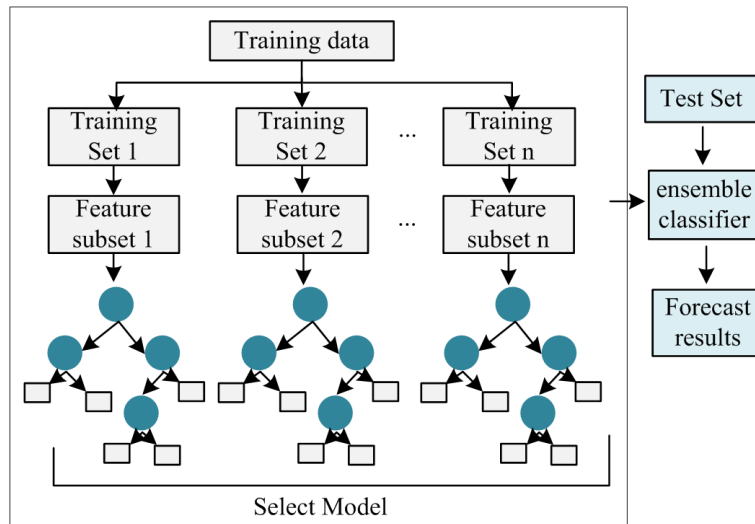 Training data
Training
Set 1
Training
Set 2
...
Training
Set n
Feature
subset 1
Feature
subset 2
...
Feature
subset n
Select Model
Test Set
ensemble
classifier
Forecast
results